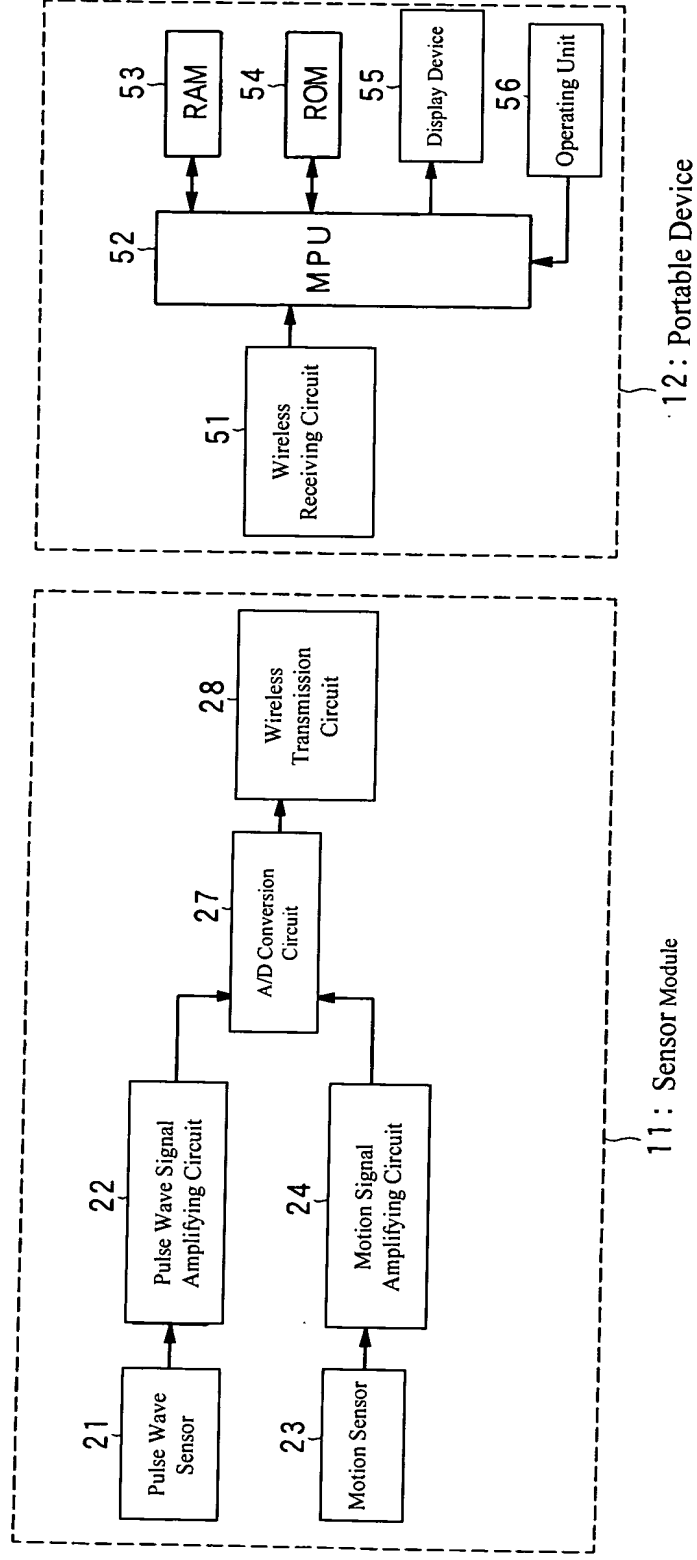 21
Pulse Wave
Sensor
22
Pulse Wave Signal
Amplifying Circuit
23
Motion Sensor
24
Motion Signal
Amplifying Circuit
27
A/D Conversion
Circuit
28
Wireless
Transmission
Circuit
11: Sensor Module
51
Wireless
Receiving Circuit
52
MPU
53
RAM
54
ROM
55
Display Device
56
Operating Unit
12: Portable Device